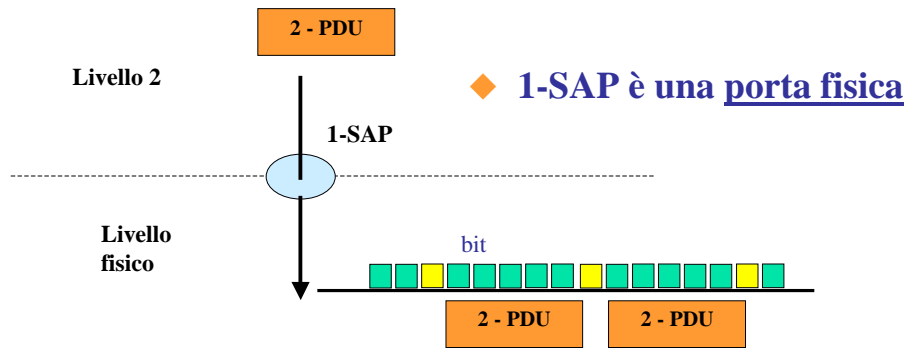 2 - PDU
Livello 2
1-SAP è una porta fisica
1-SAP
Livello
fisico
bit
2 - PDU
2 - PDU